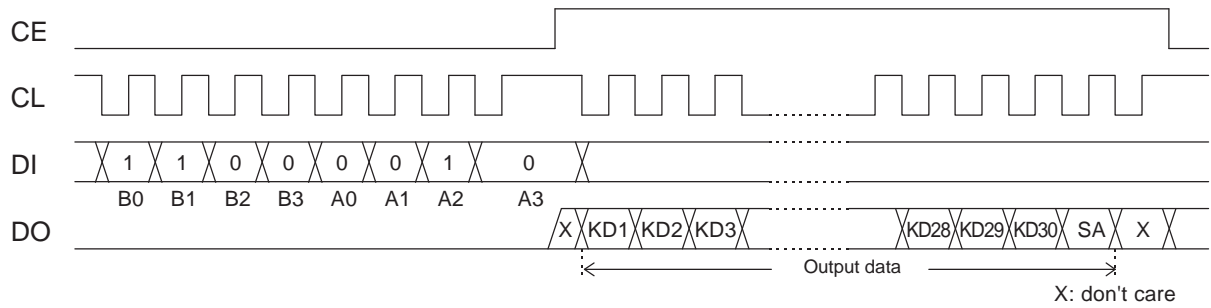 CE
CL
DI 1 1 0 0 0 0 1 0
B0 B1 B2 B3 A0 A1 A2 A3
DO X KD1 KD2 KD3 KD28 KD29 KD30 SA X
Output data
X: don't care